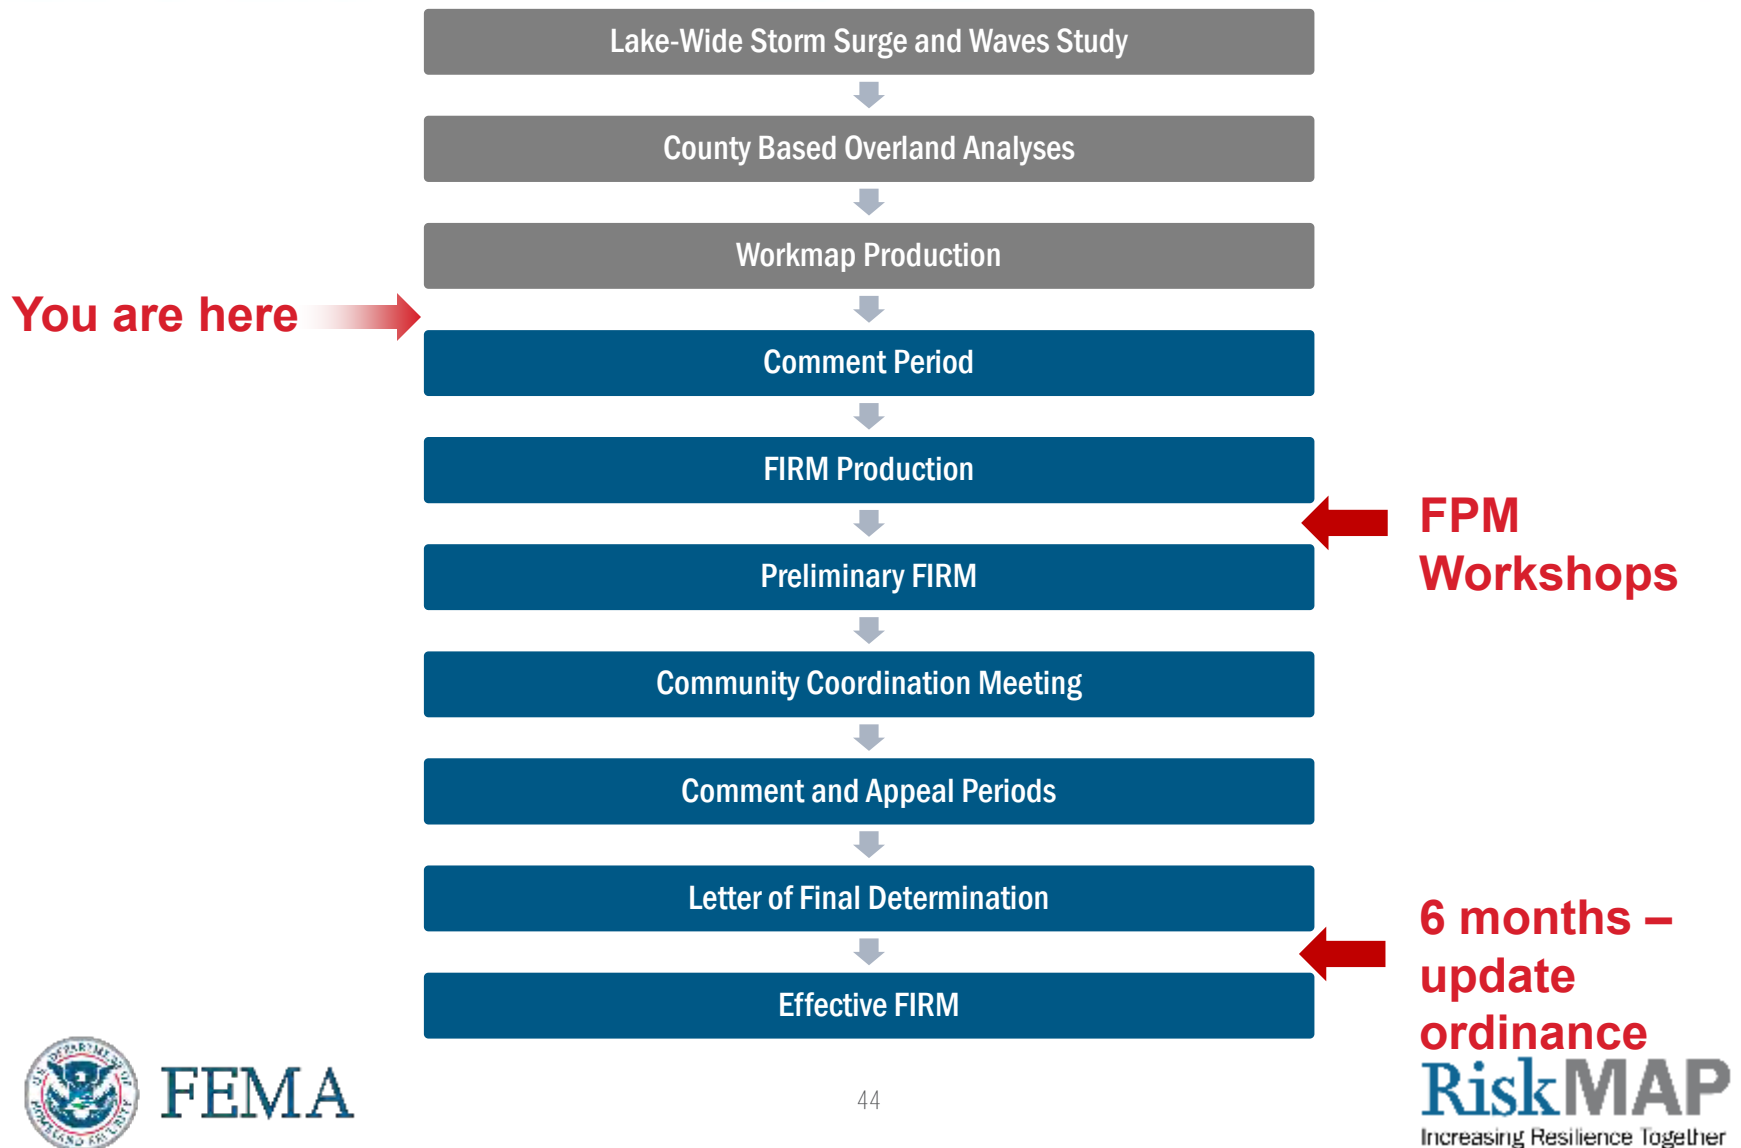 Lake-Wide Storm Surge and Waves Study
County Based Overland Analyses
Workmap Production
You are here
Comment Period
FIRM Production
FPM
Workshops
Preliminary FIRM
Community Coordination Meeting
Comment and Appeal Periods
Letter of Final Determination
6 months –
update
ordinance
Effective FIRM
FEMA
44
RiskMAP
Increasing Resilience Together